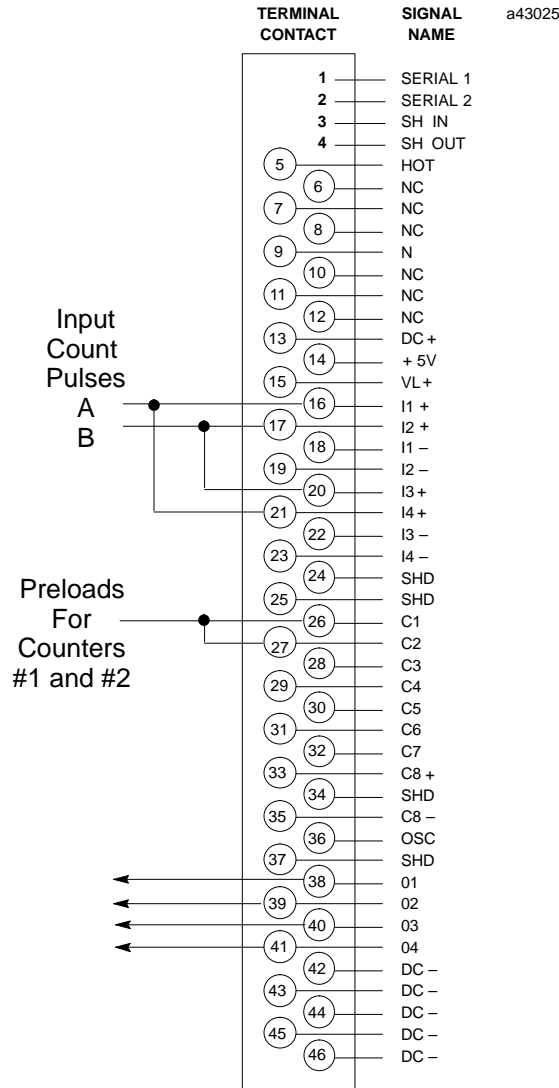 TERMINAL CONTACT SIGNAL NAME a43025
1 SERIAL 1
2 SERIAL 2
3 SH IN
4 SH OUT
5 HOT
6 NC
7 NC
8 NC
9 N
10 NC
11 NC
12 NC
13 DC +
14 + 5V
15 VL +
Input
Count
Pulses
A
B
16 I1 +
17 I2 +
18 I1 –
19 I2 –
20 I3 +
21 I4 +
22 I3 –
23 I4 –
24 SHD
25 SHD
Preloads
For
Counters
#1 and #2
26 C1
27 C2
28 C3
29 C4
30 C5
31 C6
32 C7
33 C8 +
34 SHD
35 C8 –
36 OSC
37 SHD
38 01
39 02
40 03
41 04
42 DC –
43 DC –
44 DC –
45 DC –
46 DC –